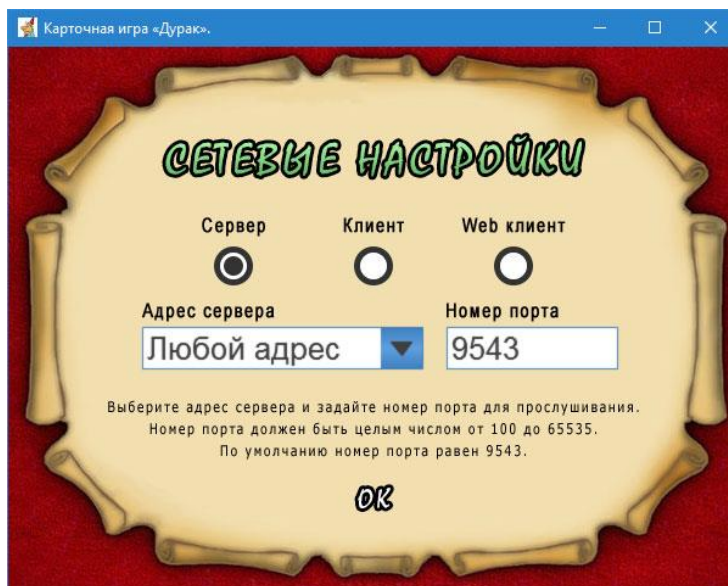 Карточная игра «Дурак».
СЕТЕВЫЕ НАСТРОЙКИ
Сервер Клиент Web клиент
Адрес сервера Номер порта
Любой адрес 9543
Выберите адрес сервера и задайте номер порта для прослушивания.
Номер порта должен быть целым числом от 100 до 65535.
По умолчанию номер порта равен 9543.
ОК